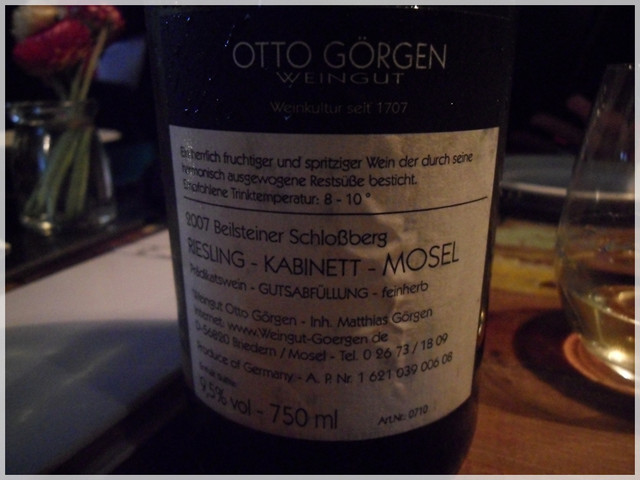 OTTO GÖRGEN
WEINGUT
Weinkultur seit 1707
fruchtiger und spritziger Wein der durch seine
harmonisch ausgewogene Restsüße besticht.
Empfohlene Trinktemperatur: 8 - 10 °
2007 Beilsteiner Schloßberg
RIESLING - KABINETT - MOSEL
Prädikatswein - GUTSABFÜLLUNG - feinherb
Weingut Otto Görgen - Inh. Matthias Görgen
Internet: www.Weingut-Goergen.de
D-56820 Briedern / Mosel - Tel. 0 26 73 / 18 09
Produce of Germany - A. P. Nr. 1 621 039 006 08
9,5% vol - 750 ml
Art.Nr.: 0710